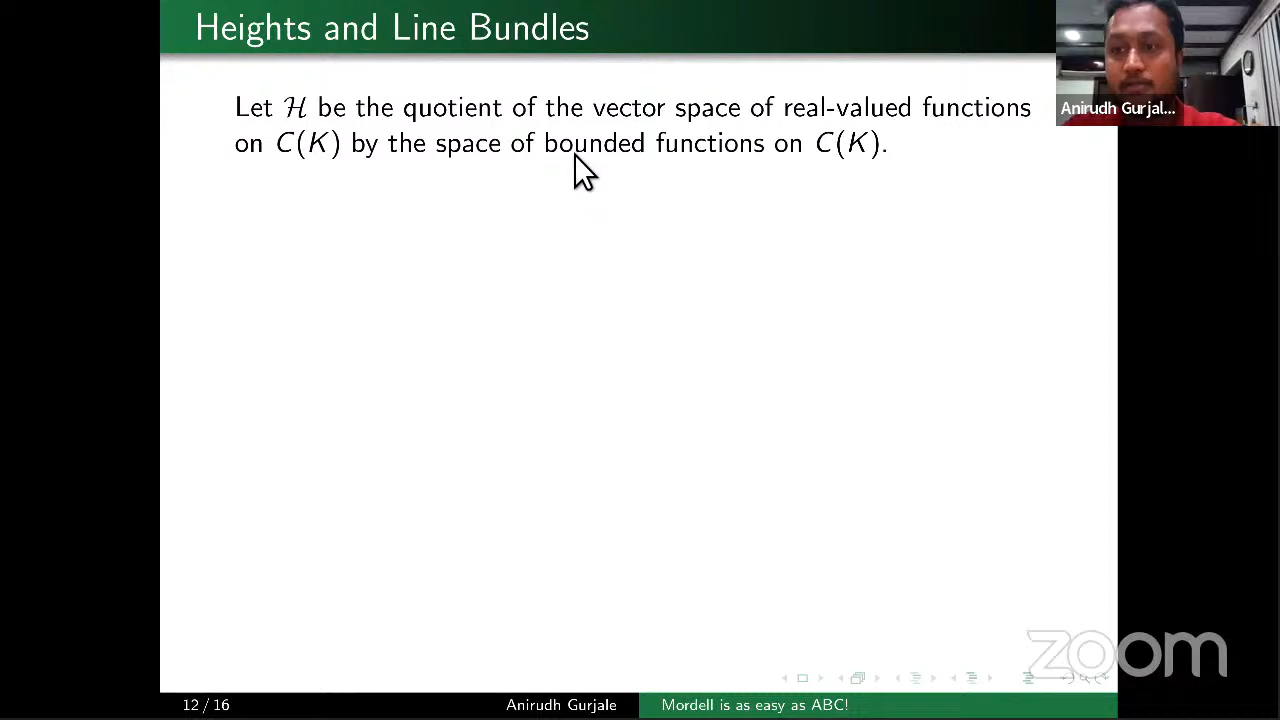 Heights and Line Bundles
Anirudh Gurjal...
Let ℋ be the quotient of the vector space of real-valued functions
on C(K) by the space of bounded functions on C(K).
zoom
12 / 16
Anirudh Gurjale
Mordell is as easy as ABC!